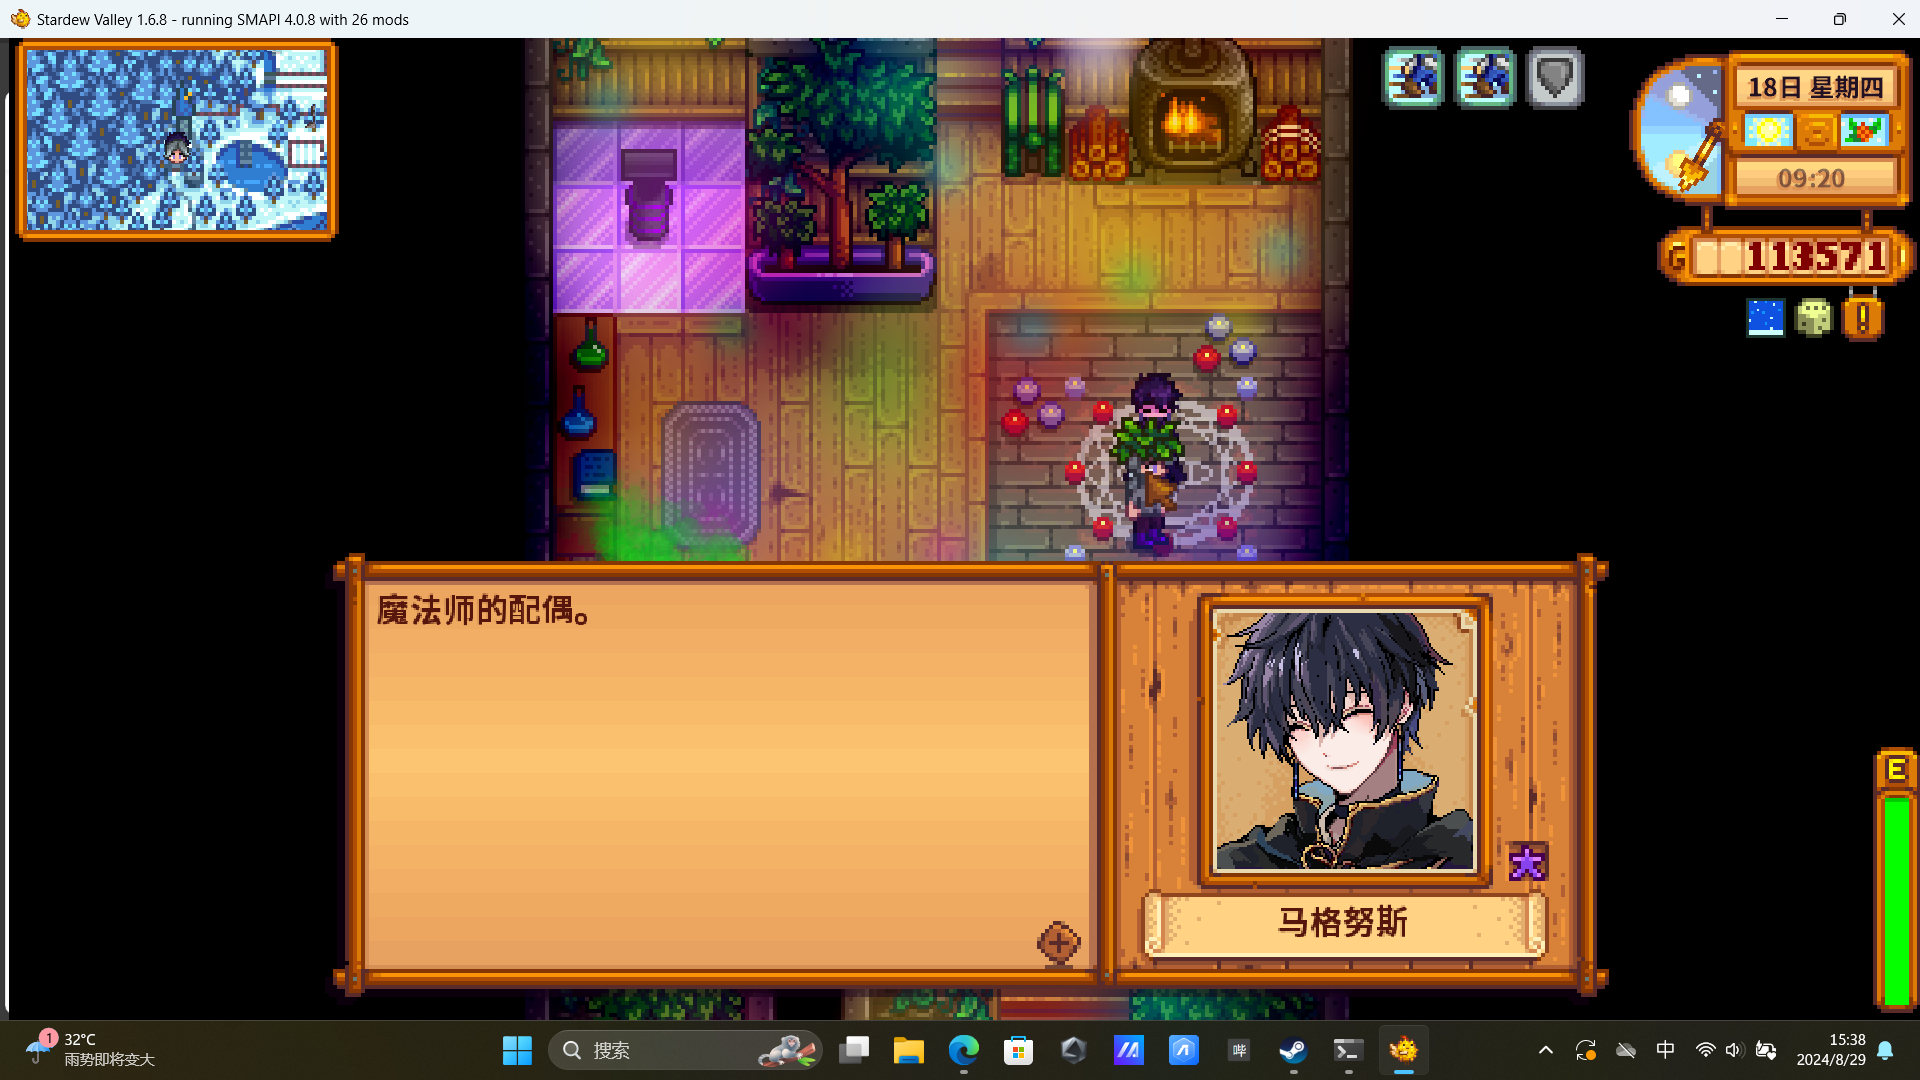 Stardew Valley 1.6.8 - running SMAPI 4.0.8 with 26 mods
18日 星期四
09:20
G 113571
魔法师的配偶。
马格努斯
E
1
32°C
雨势即将变大
搜索
哔
中
15:38
2024/8/29